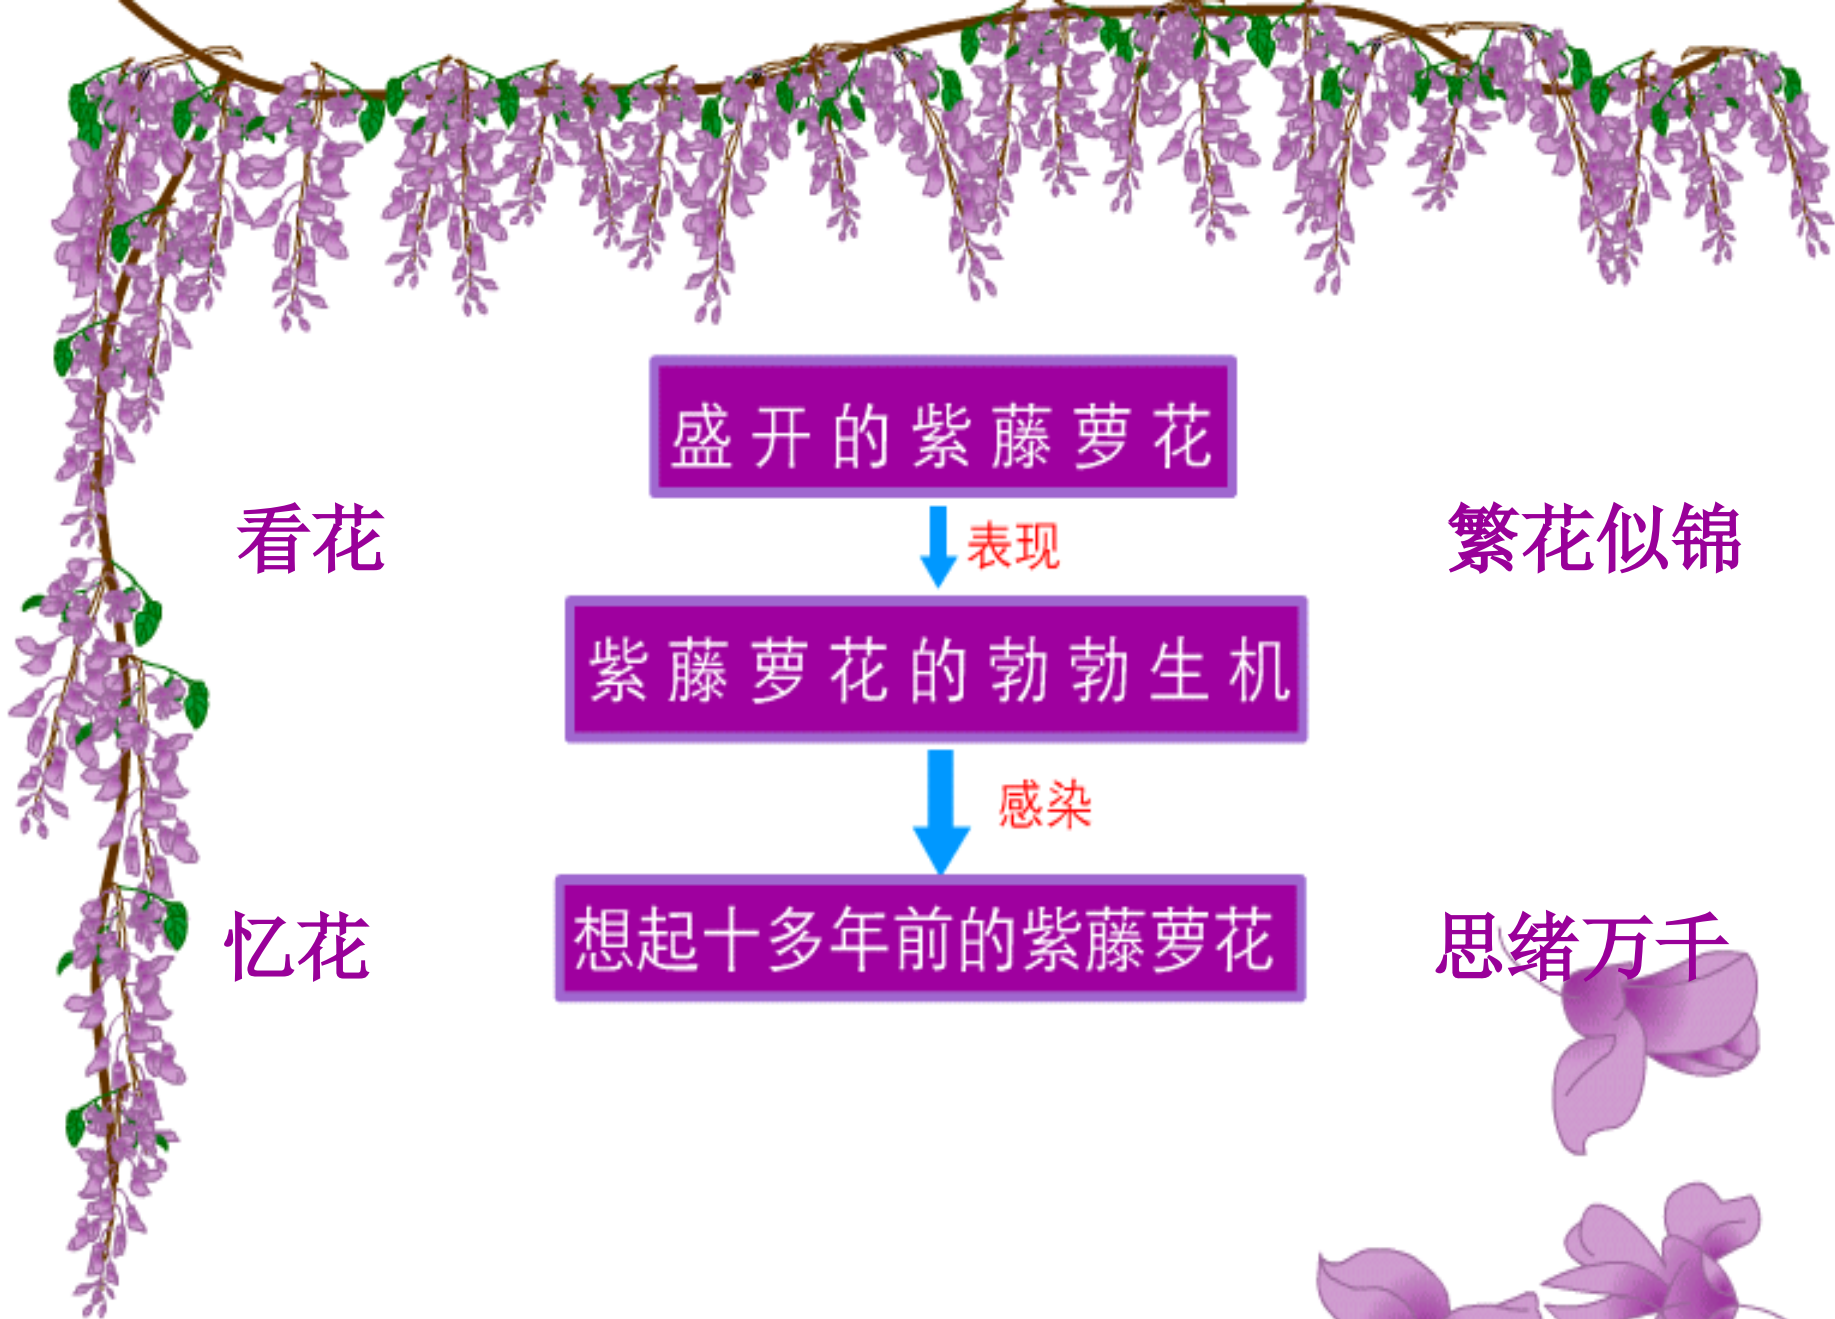 盛开的紫藤萝花
看花
表现
繁花似锦
紫藤萝花的勃勃生机
感染
忆花
想起十多年前的紫藤萝花
思绪万千